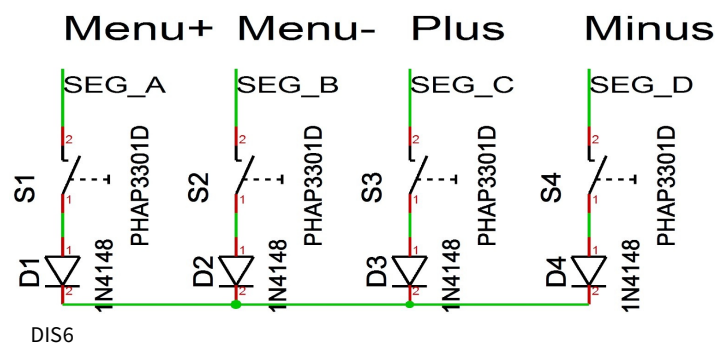 Menu+ Menu- Plus Minus
SEG_A SEG_B SEG_C SEG_D
2 2 2 2
S1 PHAP3301D S2 PHAP3301D S3 PHAP3301D S4 PHAP3301D
1 1 1 1
1 1 1 1
D1 1N4148 D2 1N4148 D3 1N4148 D4 1N4148
2 2 2 2
DIS6